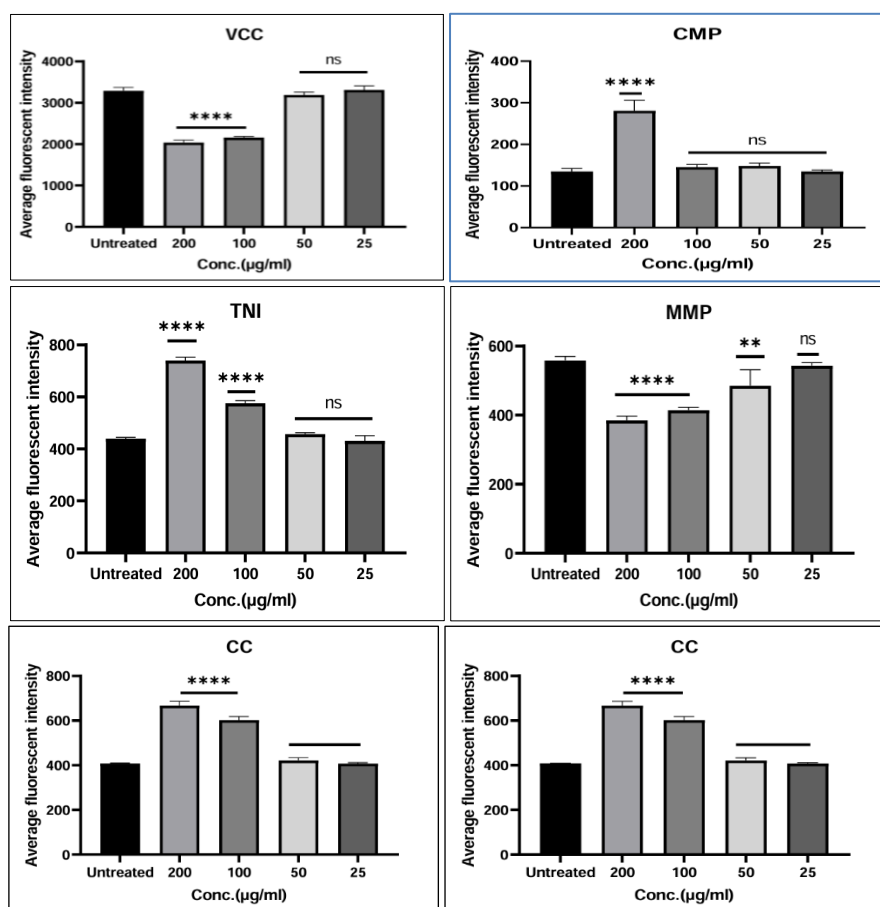 VCC
Average fluorescent intensity
4000
3000
2000
1000
0
****
ns
Untreated 200 100 50 25
Conc.(µg/ml)
CMP
Average fluorescent intensity
400
300
200
100
0
****
ns
Untreated 200 100 50 25
Conc.(µg/ml)
TNI
Average fluorescent intensity
800
600
400
200
0
****
****
ns
Untreated 200 100 50 25
Conc.(µg/ml)
MMP
Average fluorescent intensity
600
400
200
0
****
**
ns
Untreated 200 100 50 25
Conc.(µg/ml)
CC
Average fluorescent intensity
800
600
400
200
0
****
Untreated 200 100 50 25
Conc.(µg/ml)
CC
Average fluorescent intensity
800
600
400
200
0
****
Untreated 200 100 50 25
Conc.(µg/ml)